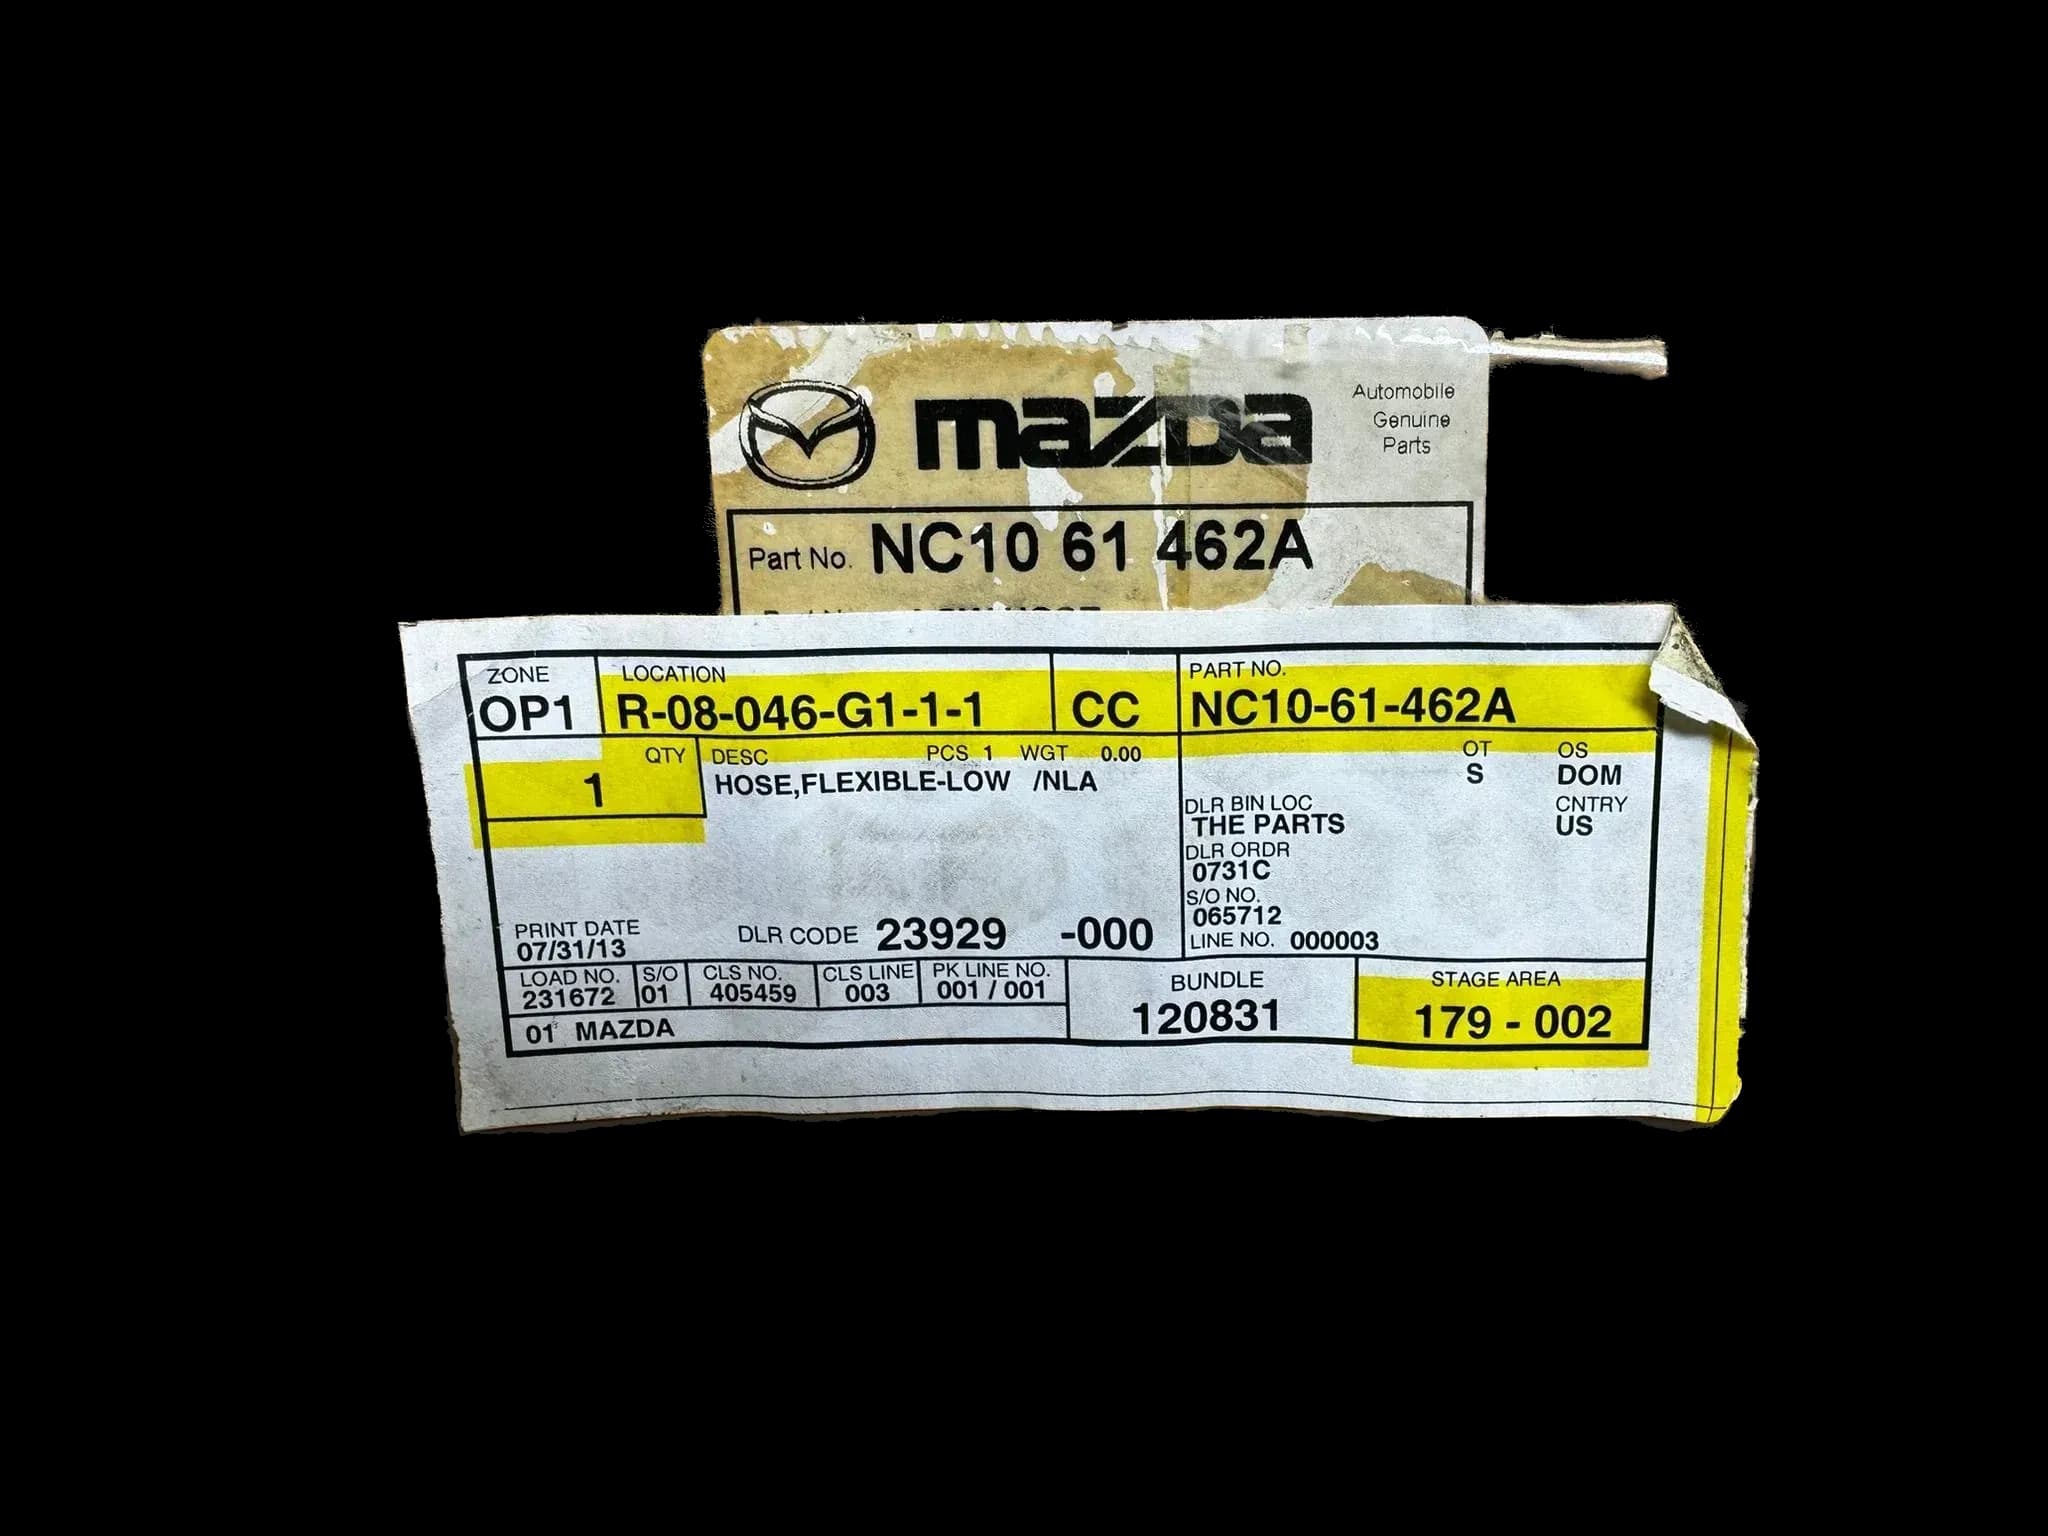 mazda
Automobile
Genuine
Parts
Part No. NC10 61 462A
ZONE LOCATION PART NO.
OP1 R-08-046-G1-1-1 CC NC10-61-462A
QTY DESC PCS 1 WGT 0.00 OT OS
1 HOSE,FLEXIBLE-LOW /NLA S DOM
DLR BIN LOC CNTRY
THE PARTS US
DLR ORDR
0731C
S/O NO.
065712
PRINT DATE DLR CODE 23929 -000 LINE NO. 000003
07/31/13
LOAD NO. S/O CLS NO. CLS LINE PK LINE NO. BUNDLE STAGE AREA
231672 01 405459 003 001 / 001 120831 179 - 002
01 MAZDA